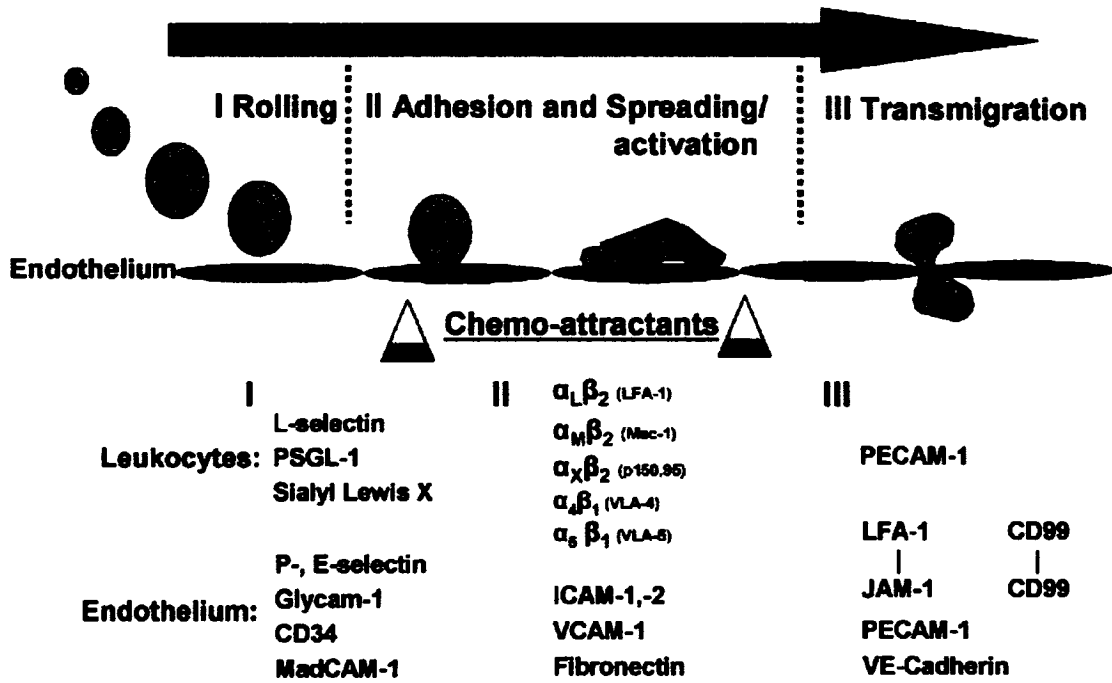 I Rolling
II Adhesion and Spreading/
activation
III Transmigration
Endothelium
Chemo-attractants
I
II
III
Leukocytes:
L-selectin
PSGL-1
Sialyl Lewis X
αLβ2 (LFA-1)
αMβ2 (Mac-1)
αXβ2 (p150,95)
α4β1 (VLA-4)
α5 β1 (VLA-5)
PECAM-1
LFA-1 CD99
Endothelium:
P-, E-selectin
Glycam-1
CD34
MadCAM-1
ICAM-1,-2
VCAM-1
Fibronectin
JAM-1 CD99
PECAM-1
VE-Cadherin